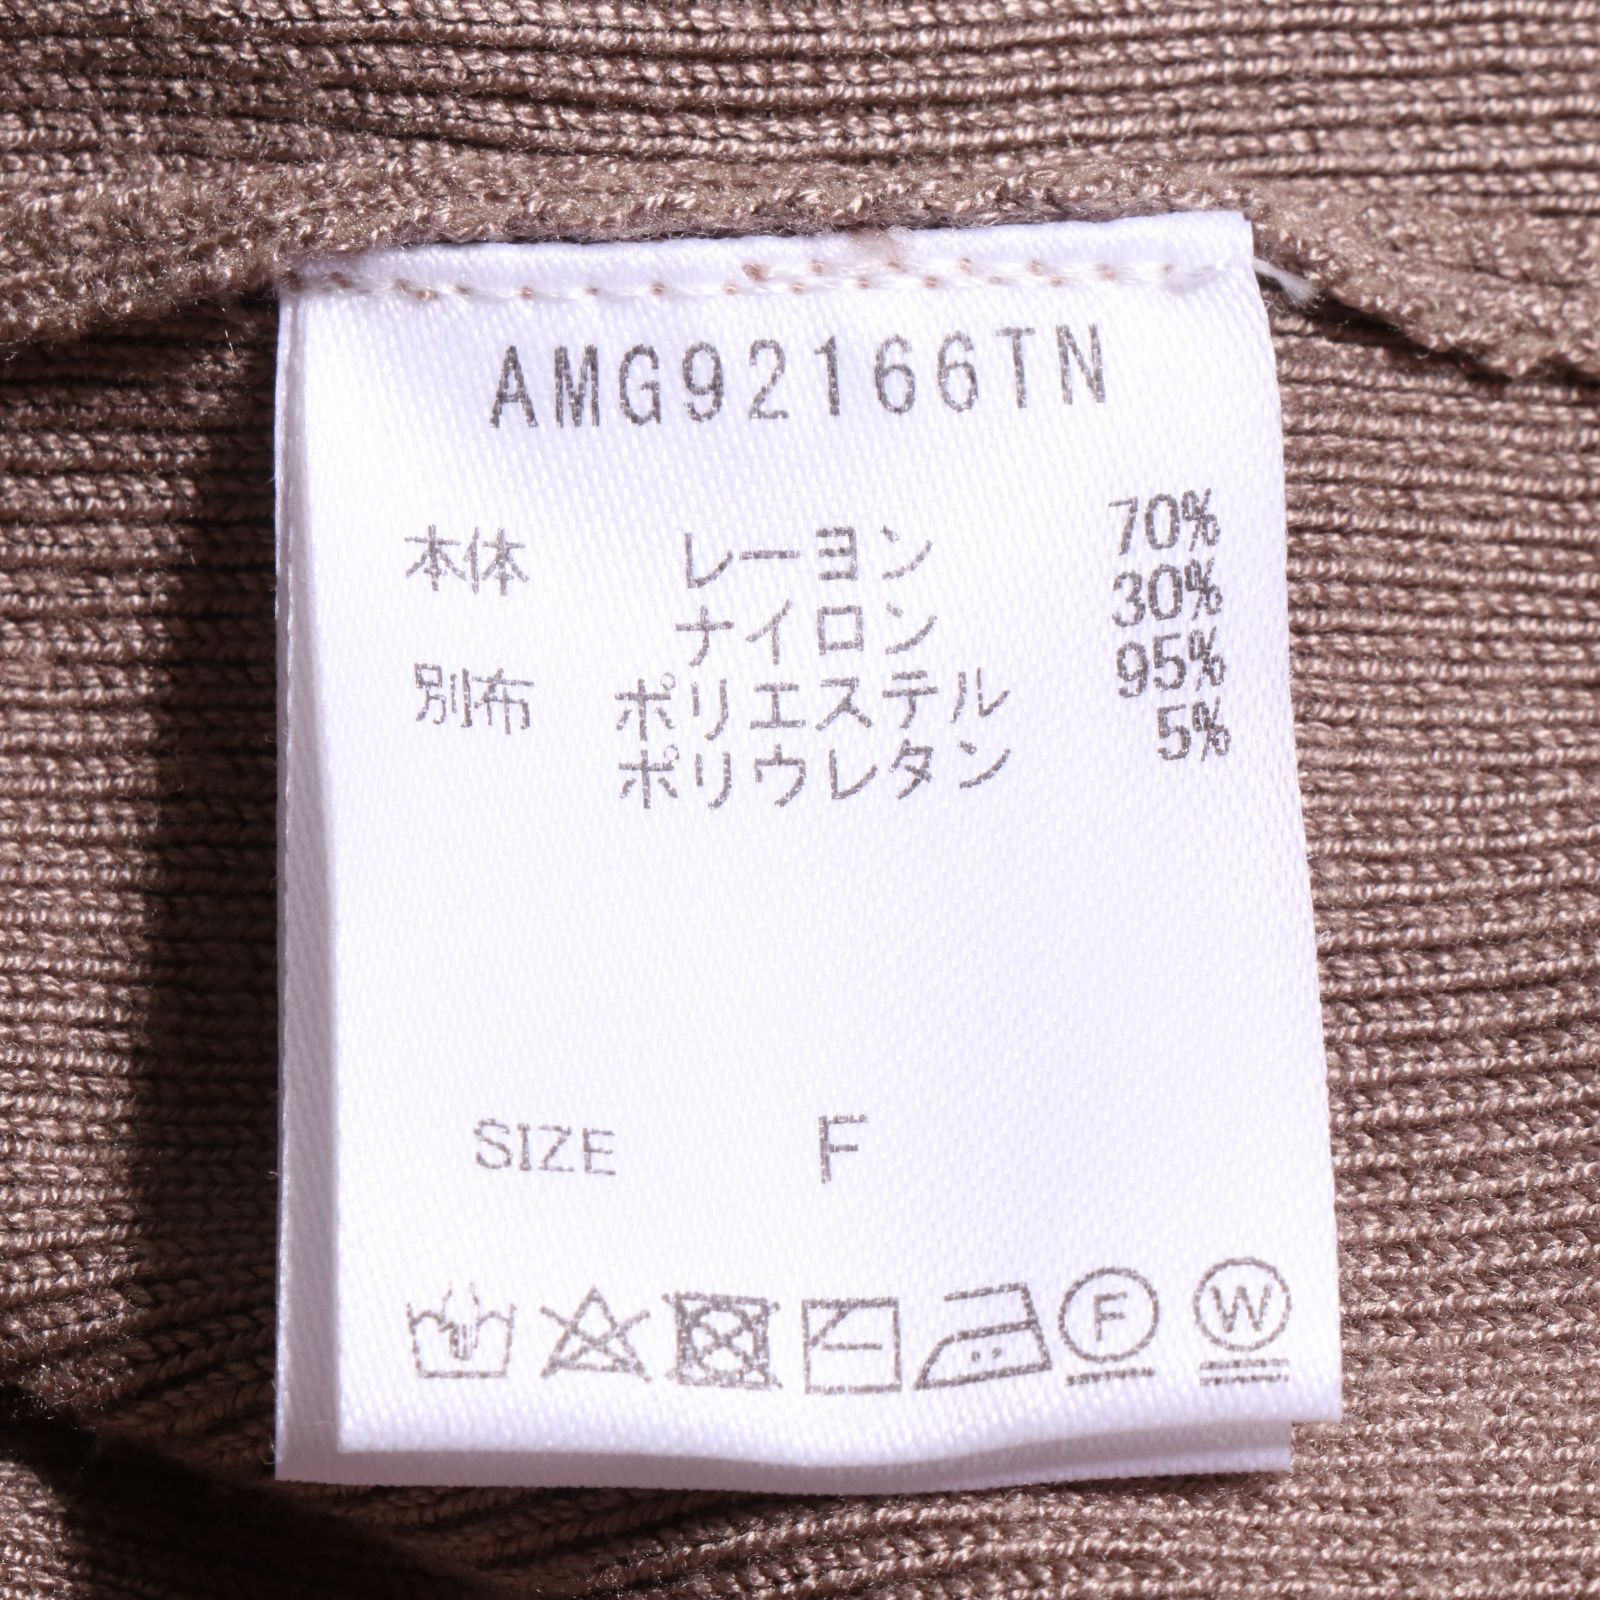 AMG92166TN
本体 レーヨン 70%
ナイロン 30%
別布 ポリエステル 95%
ポリウレタン 5%
SIZE F
F W